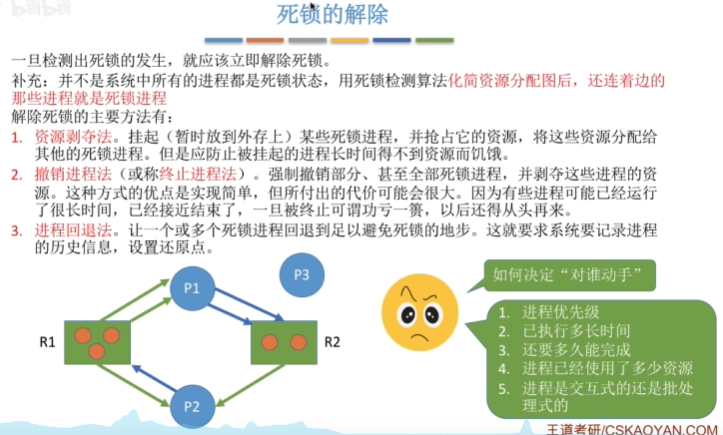 死锁的解除
一旦检测出死锁的发生，就应该立即解除死锁。
补充：并不是系统中所有的进程都是死锁状态，用死锁检测算法化简资源分配图后，还连着边的
那些进程就是死锁进程
解除死锁的主要方法有：
1. 资源剥夺法。挂起（暂时放到外存上）某些死锁进程，并抢占它的资源，将这些资源分配给
其他的死锁进程。但是应防止被挂起的进程长时间得不到资源而饥饿。
2. 撤销进程法（或称终止进程法）。强制撤销部分、甚至全部死锁进程，并剥夺这些进程的资
源。这种方式的优点是实现简单，但所付出的代价可能会很大。因为有些进程可能已经运行
了很长时间，已经接近结束了，一旦被终止可谓功亏一篑，以后还得从头再来。
3. 进程回退法。让一个或多个死锁进程回退到足以避免死锁的地步。这就要求系统要记录进程
的历史信息，设置还原点。
P1
P3
R1
R2
P2
如何决定“对谁动手”
1. 进程优先级
2. 已执行多长时间
3. 还要多久能完成
4. 进程已经使用了多少资源
5. 进程是交互式的还是批处
理式的
王道考研/CSKAOYAN.COM